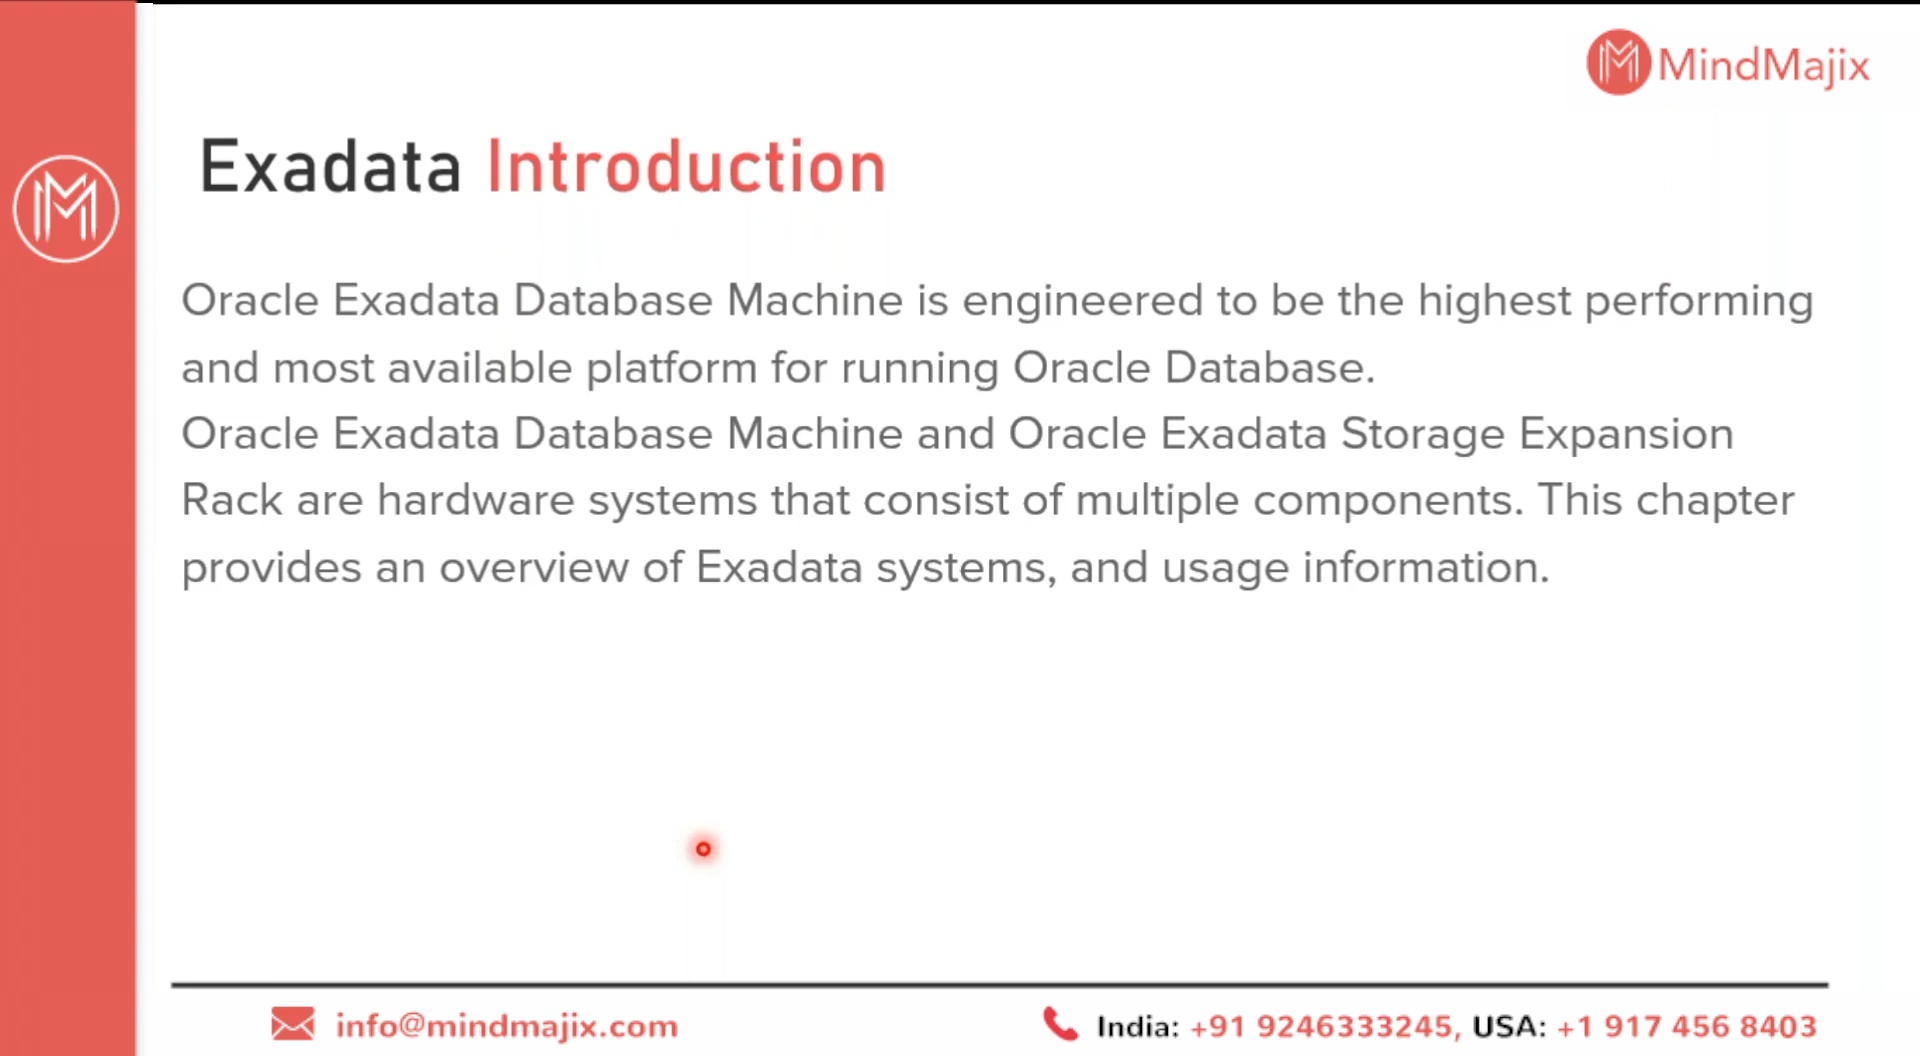 MindMajix
Exadata Introduction
Oracle Exadata Database Machine is engineered to be the highest performing
and most available platform for running Oracle Database.
Oracle Exadata Database Machine and Oracle Exadata Storage Expansion
Rack are hardware systems that consist of multiple components. This chapter
provides an overview of Exadata systems, and usage information.
info@mindmajix.com
India: +91 9246333245, USA: +1 917 456 8403